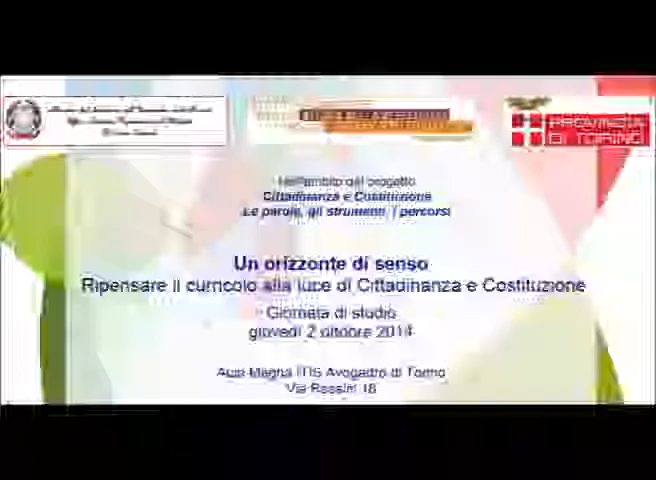 PROVINCIA
DI TORINO
nell'ambito del progetto
Cittadinanza e Costituzione
Le parole, gli strumenti, i percorsi
Un orizzonte di senso
Ripensare il curricolo alla luce di Cittadinanza e Costituzione
Giornata di studio
giovedì 2 ottobre 2014
Aula Magna ITIS Avogadro di Torino
Via Rossini 18